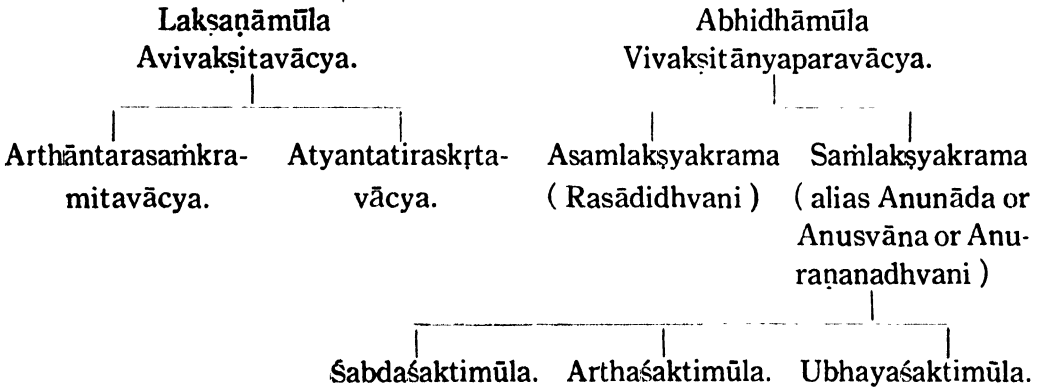 Lakṣaṇāmūla Abhidhāmūla
Avivakṣitavācya. Vivakṣitānyaparavācya.
Arthāntarasaṁkra- Atyantatiraskṛta- Asamlakṣyakrama Saṁlakṣyakrama
mitavācya. vācya. ( Rasādidhvani ) ( alias Anunāda or
Anusvāna or Anu-
raṇanadhvani )
Śabdaśaktimūla. Arthaśaktimūla. Ubhayaśaktimūla.